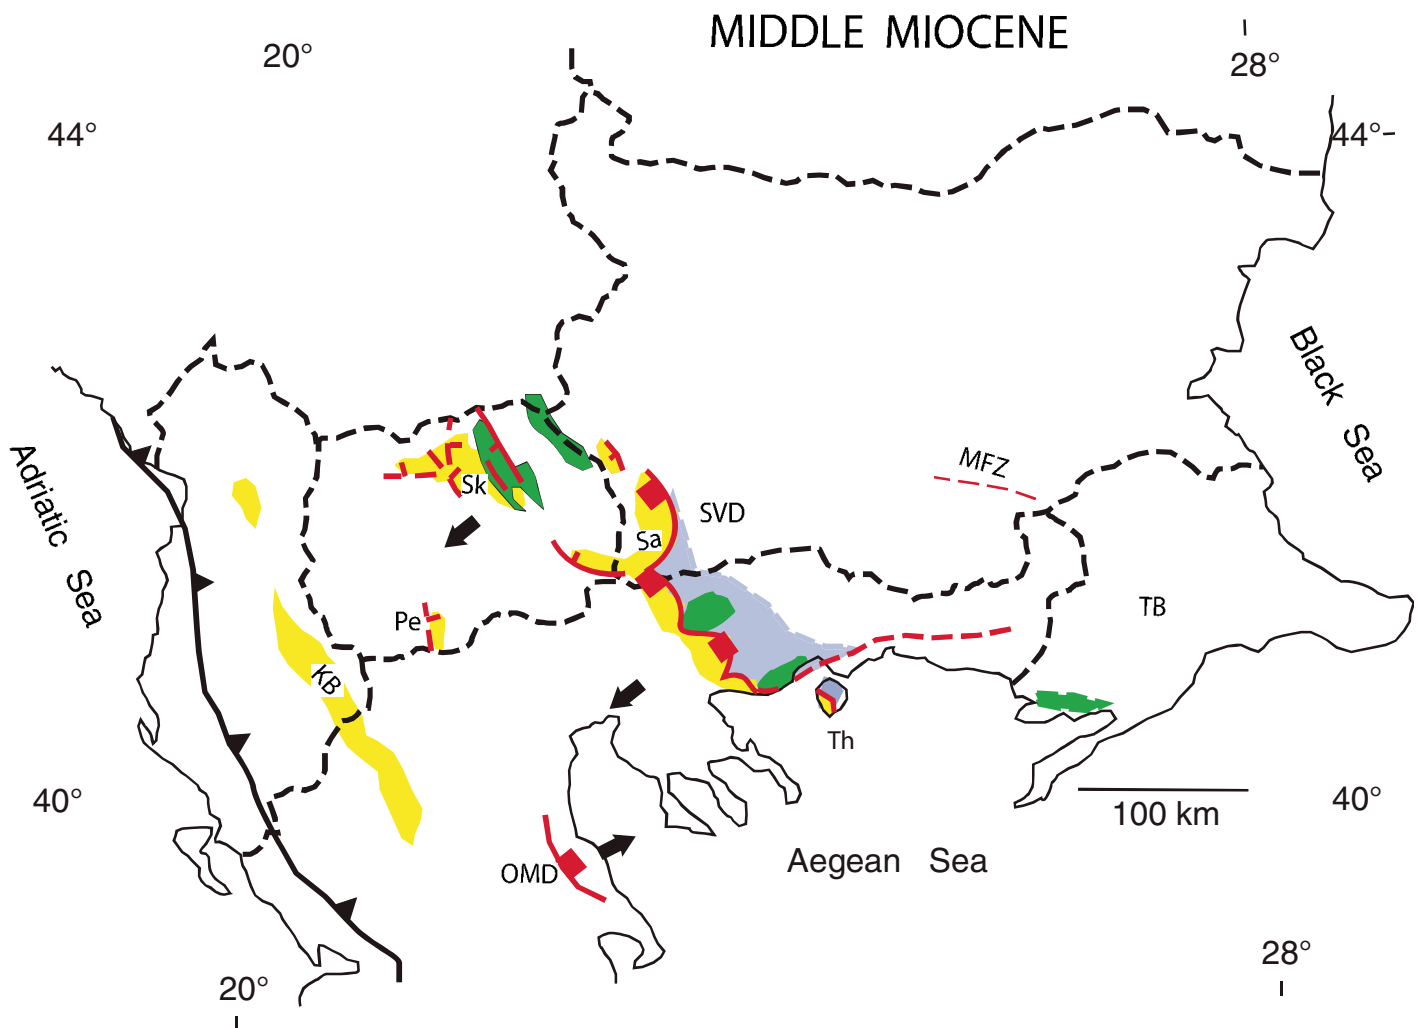 MIDDLE MIOCENE
20°
28°
44°
44°
Black Sea
Adriatic Sea
MFZ
Sk
SVD
Sa
TB
Pe
KB
Th
40°
40°
100 km
Aegean Sea
OMD
28°
20°